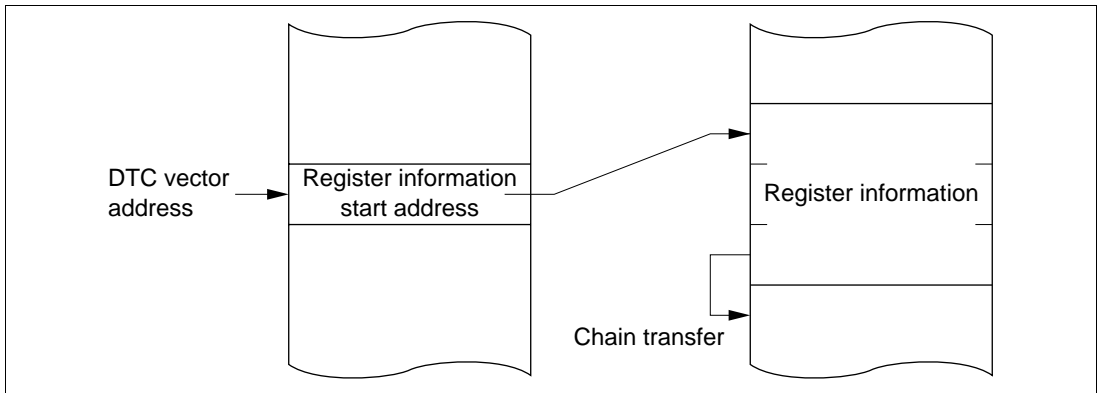 DTC vector
address
Register information
start address
Register information
Chain transfer